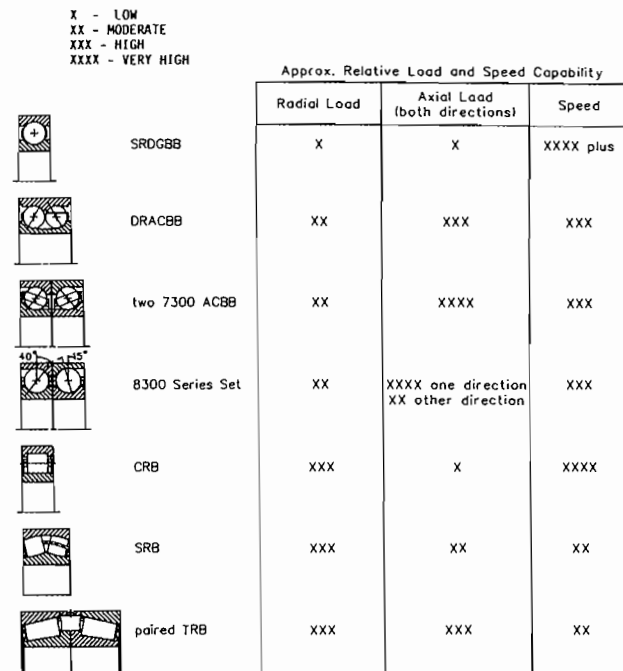 X - LOW
XX - MODERATE
XXX - HIGH
XXXX - VERY HIGH
Approx. Relative Load and Speed Capability
Radial Load Axial Load Speed
(both directions)
SRDGBB X X XXXX plus
DRACBB XX XXX XXX
two 7300 ACBB XX XXXX XXX
40° 15°
8300 Series Set XX XXXX one direction XXX
XX other direction
CRB XXX X XXXX
SRB XXX XX XX
paired TRB XXX XXX XX